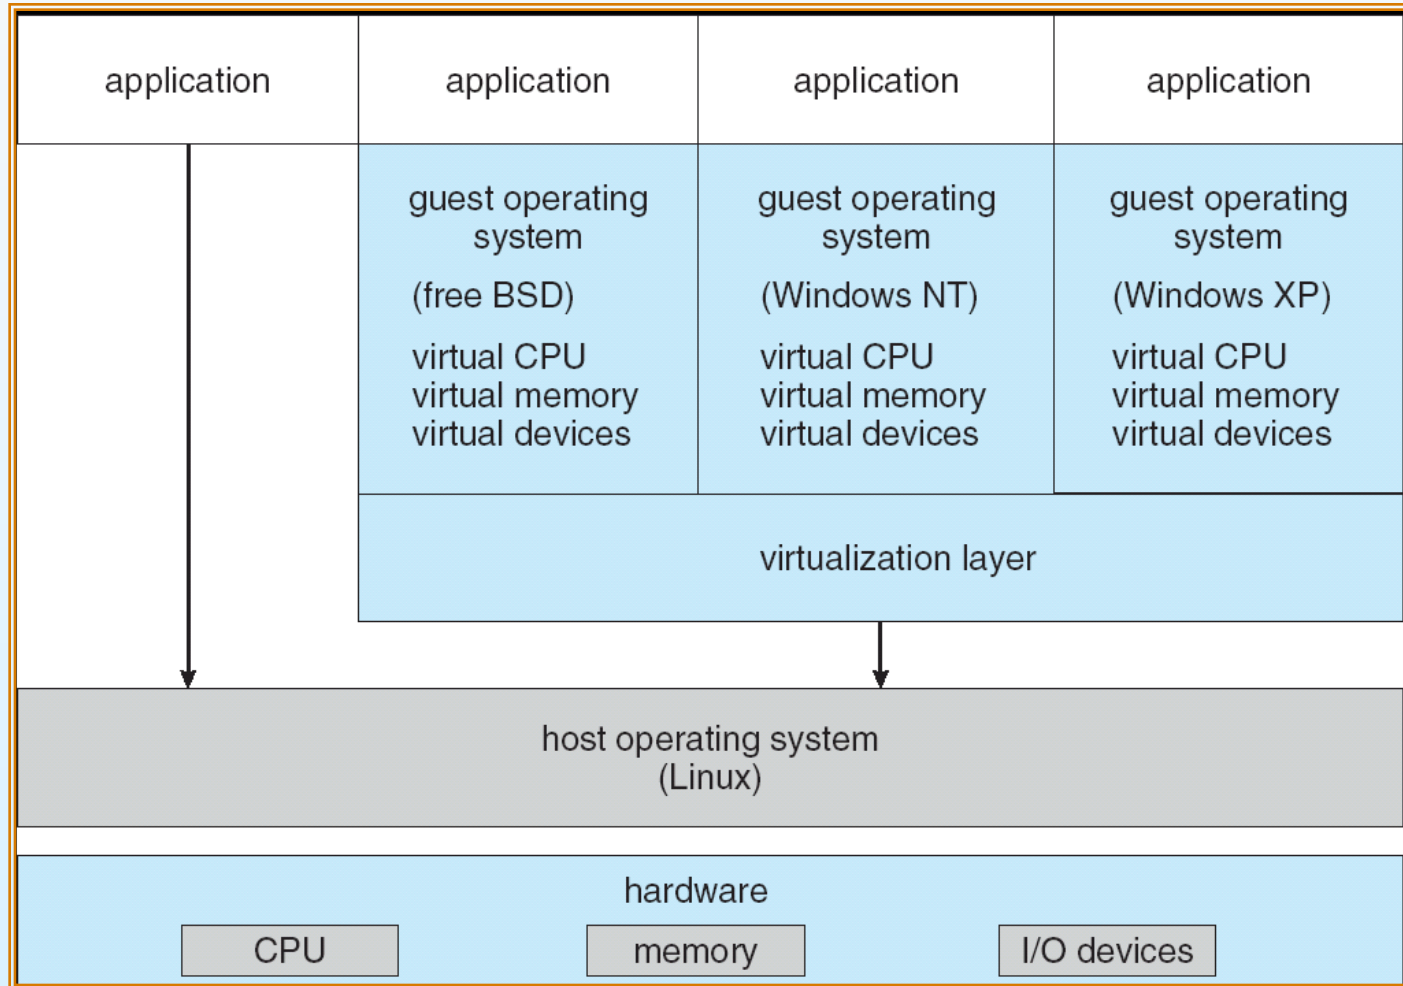 application
application
application
application
guest operating
system
(free BSD)
virtual CPU
virtual memory
virtual devices
guest operating
system
(Windows NT)
virtual CPU
virtual memory
virtual devices
guest operating
system
(Windows XP)
virtual CPU
virtual memory
virtual devices
virtualization layer
host operating system
(Linux)
hardware
CPU
memory
I/O devices